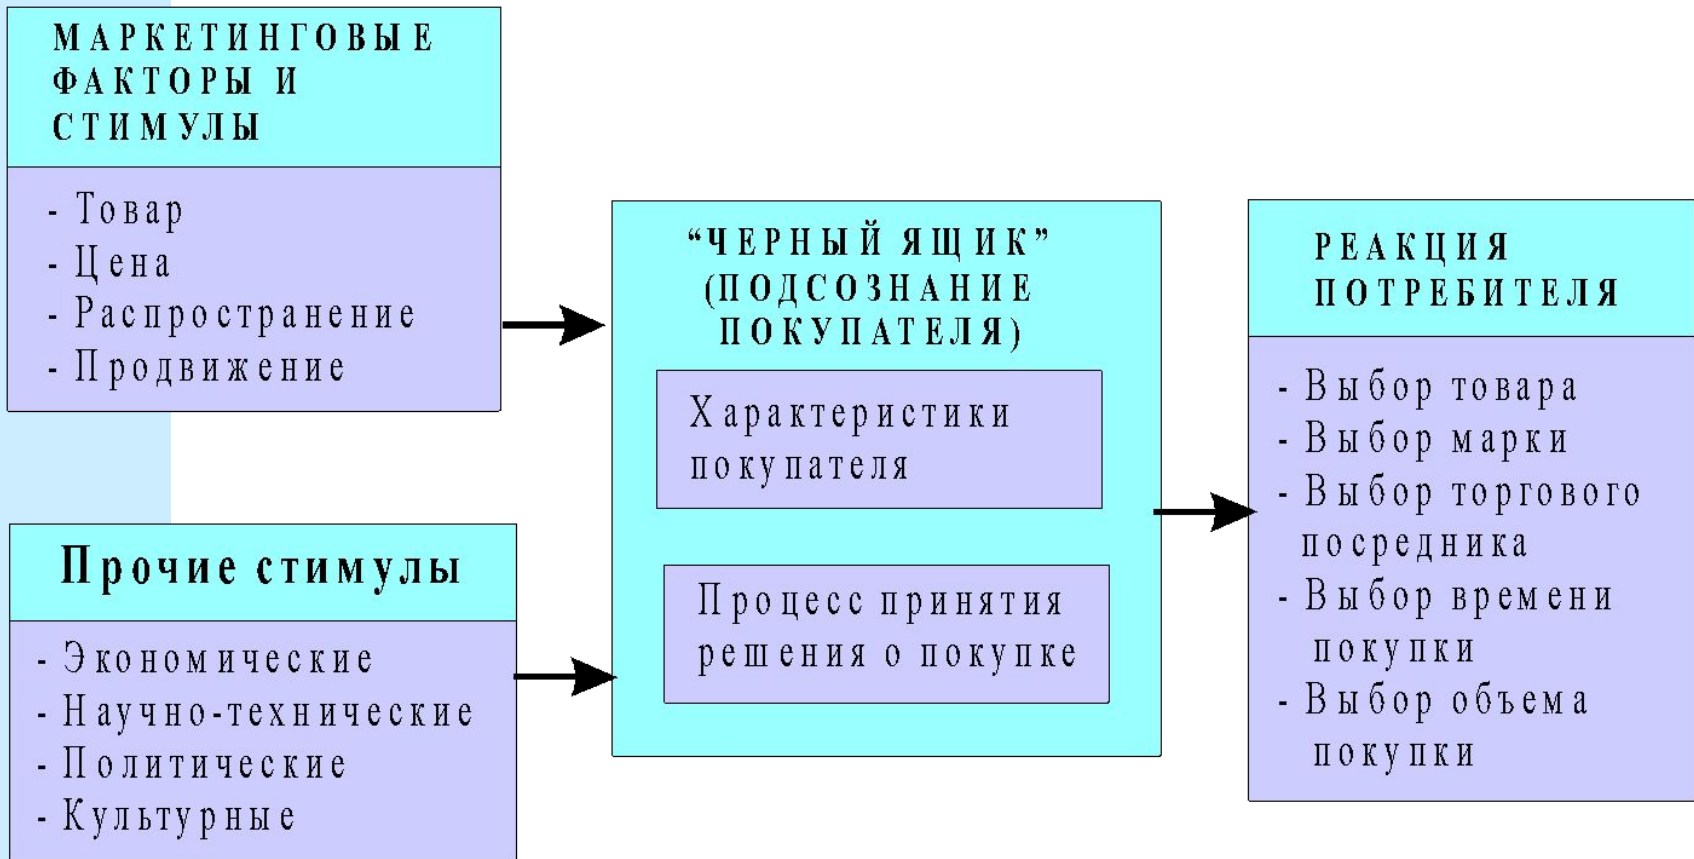 МАРКЕТИНГОВЫЕ
ФАКТОРЫ И
СТИМУЛЫ
- Товар
- Цена
- Распространение
- Продвижение
Прочие стимулы
- Экономические
- Научно-технические
- Политические
- Культурные
“ЧЕРНЫЙ ЯЩИК”
(ПОДСОЗНАНИЕ
ПОКУПАТЕЛЯ)
Характеристики
покупателя
Процесс принятия
решения о покупке
РЕАКЦИЯ
ПОТРЕБИТЕЛЯ
- Выбор товара
- Выбор марки
- Выбор торгового
посредника
- Выбор времени
покупки
- Выбор объема
покупки